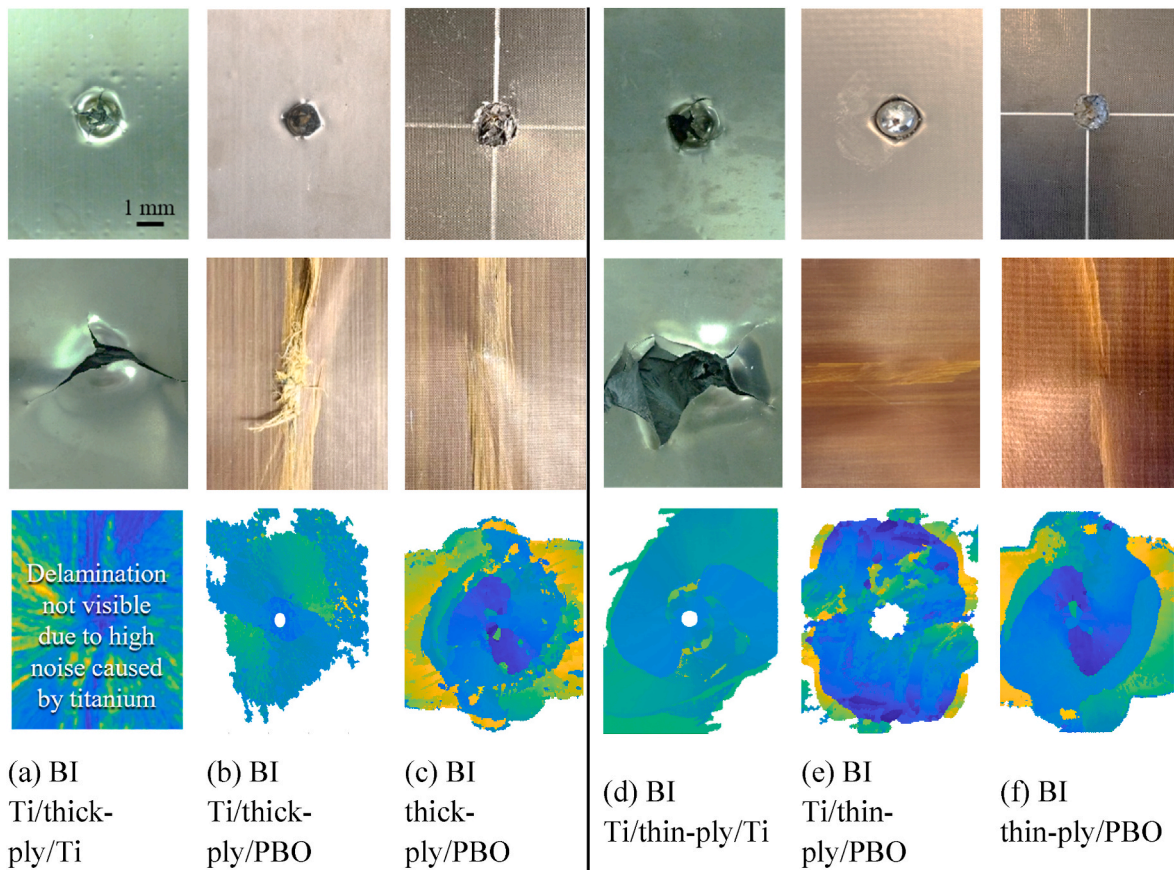 1 mm
Delamination
not visible
due to high
noise caused
by titanium
(a) BI
Ti/thick-
ply/Ti
(b) BI
Ti/thick-
ply/PBO
(c) BI
thick-
ply/PBO
(d) BI
Ti/thin-ply/Ti
(e) BI
Ti/thin-
ply/PBO
(f) BI
thin-ply/PBO